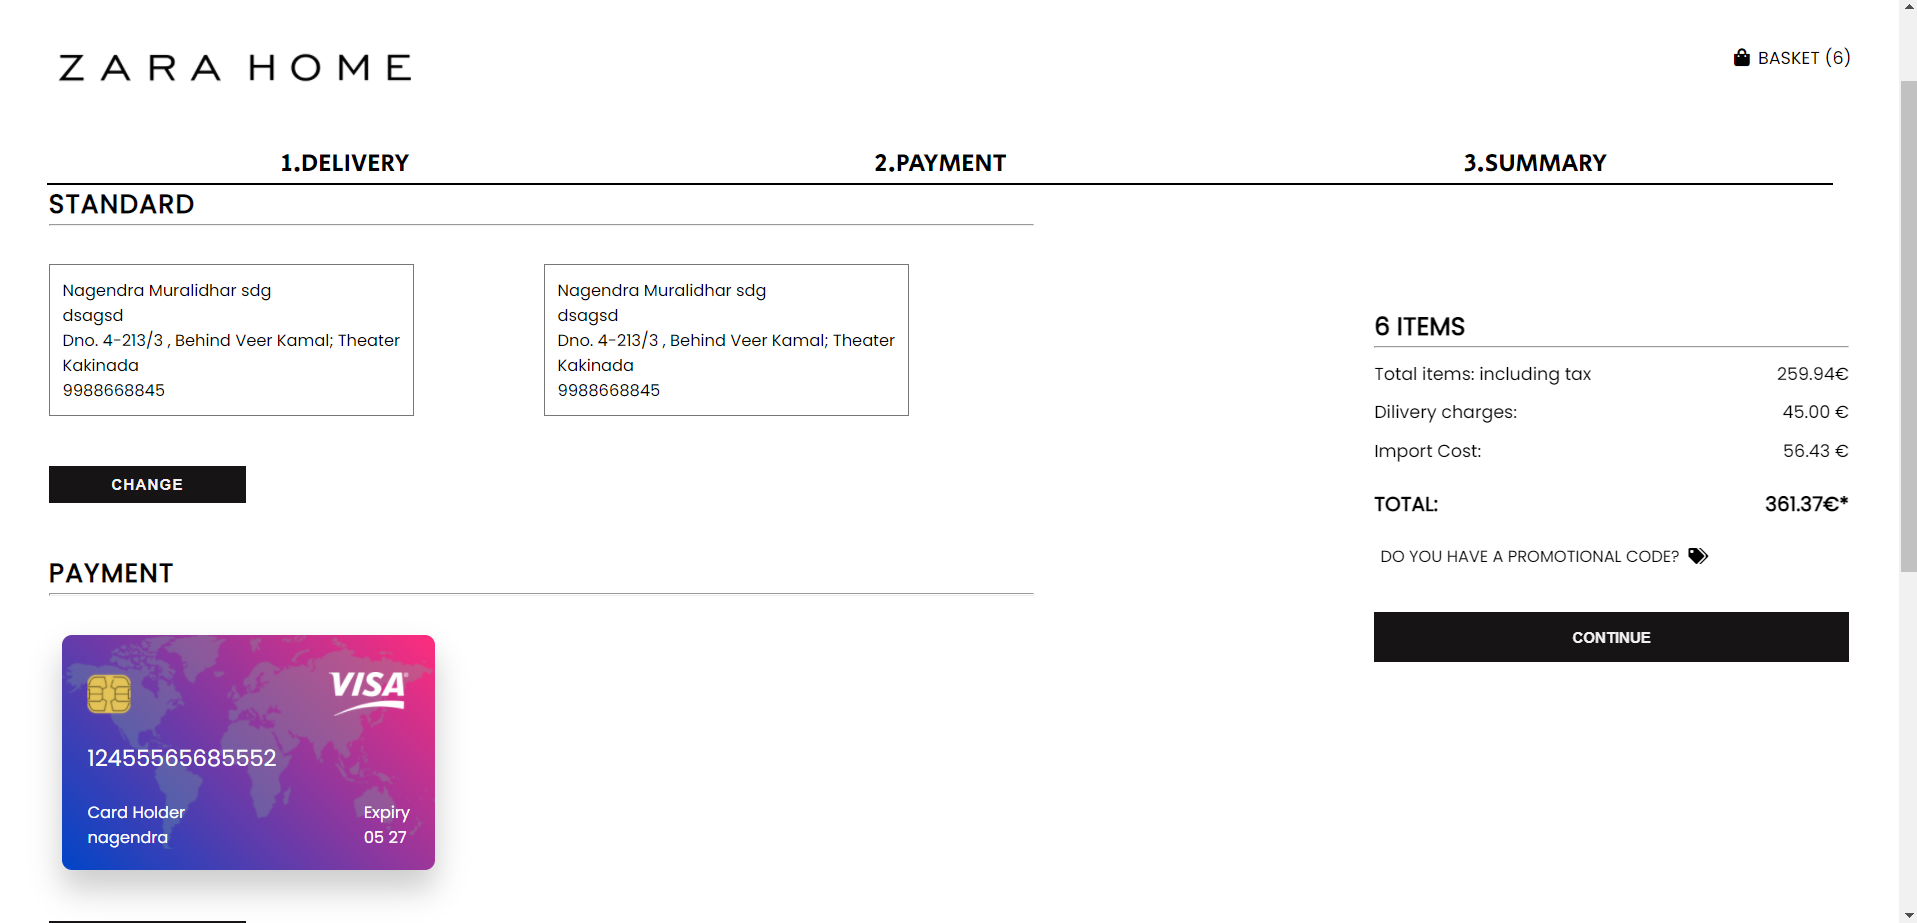 ZARA HOME
BASKET (6)
1.DELIVERY
2.PAYMENT
3.SUMMARY
STANDARD
Nagendra Muralidhar sdg
dsagsd
Dno. 4-213/3 , Behind Veer Kamal; Theater
Kakinada
9988668845
Nagendra Muralidhar sdg
dsagsd
Dno. 4-213/3 , Behind Veer Kamal; Theater
Kakinada
9988668845
CHANGE
6 ITEMS
Total items: including tax 259.94€
Dilivery charges: 45.00 €
Import Cost: 56.43 €
TOTAL: 361.37€*
DO YOU HAVE A PROMOTIONAL CODE?
CONTINUE
PAYMENT
VISA
12455565685552
Card Holder
nagendra
Expiry
05 27